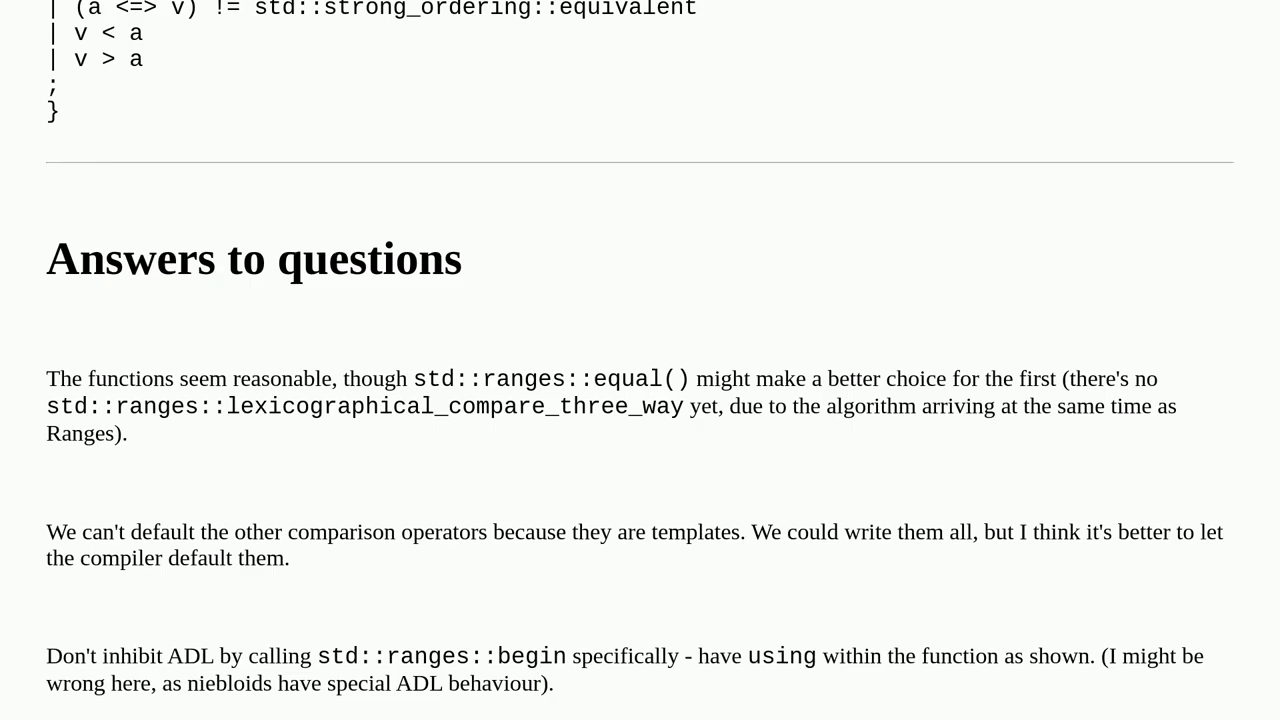 | (a <=> v) != std::strong_ordering::equivalent
| v < a
| v > a
;
}
Answers to questions
The functions seem reasonable, though std::ranges::equal() might make a better choice for the first (there's no
std::ranges::lexicographical_compare_three_way yet, due to the algorithm arriving at the same time as
Ranges).
We can't default the other comparison operators because they are templates. We could write them all, but I think it's better to let
the compiler default them.
Don't inhibit ADL by calling std::ranges::begin specifically - have using within the function as shown. (I might be
wrong here, as niebloids have special ADL behaviour).